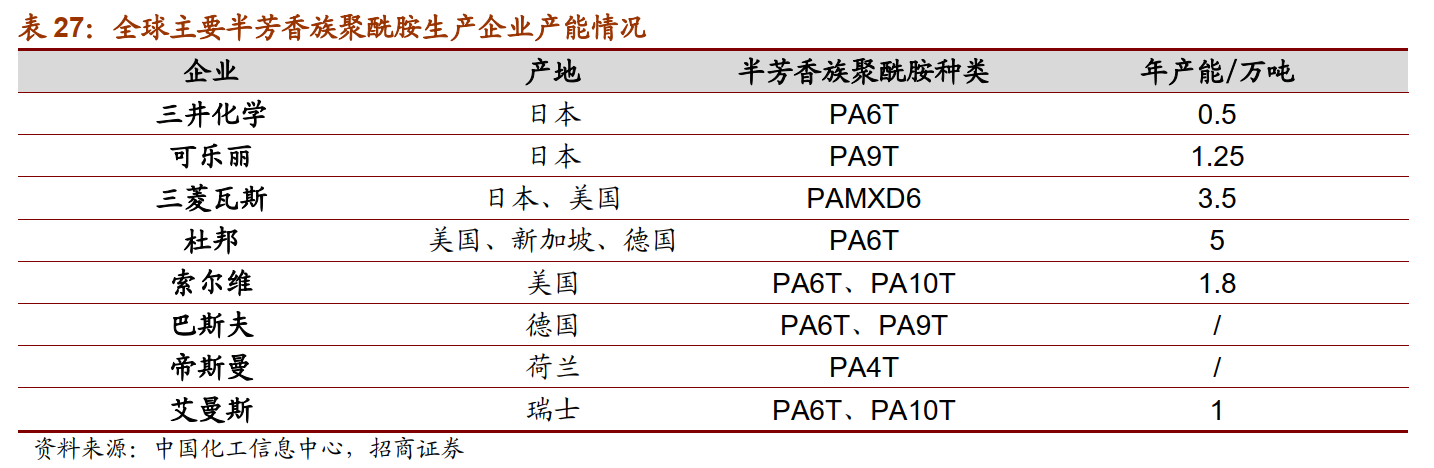 表 27：全球主要半芳香族聚酰胺生产企业产能情况
企业 产地 半芳香族聚酰胺种类 年产能/万吨
三井化学 日本 PA6T 0.5
可乐丽 日本 PA9T 1.25
三菱瓦斯 日本、美国 PAMXD6 3.5
杜邦 美国、新加坡、德国 PA6T 5
索尔维 美国 PA6T、PA10T 1.8
巴斯夫 德国 PA6T、PA9T /
帝斯曼 荷兰 PA4T /
艾曼斯 瑞士 PA6T、PA10T 1
资料来源：中国化工信息中心，招商证券